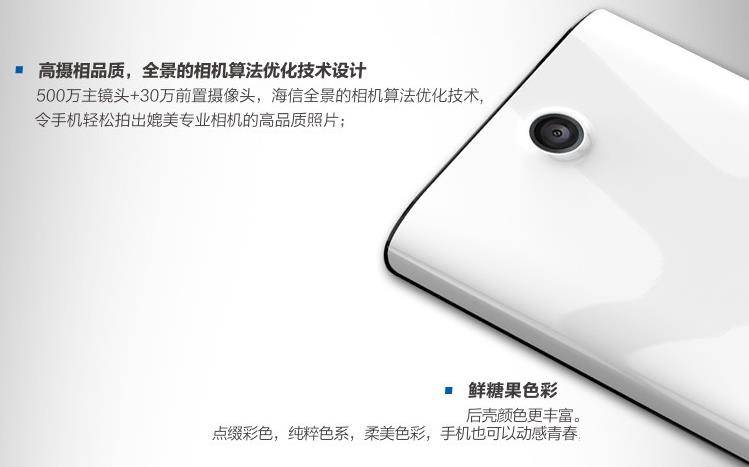 高摄相品质，全景的相机算法优化技术设计
500万主镜头+30万前置摄像头，海信全景的相机算法优化技术，
令手机轻松拍出媲美专业相机的高品质照片；
鲜糖果色彩
后壳颜色更丰富。
点缀彩色，纯粹色系，柔美色彩，手机也可以动感青春.